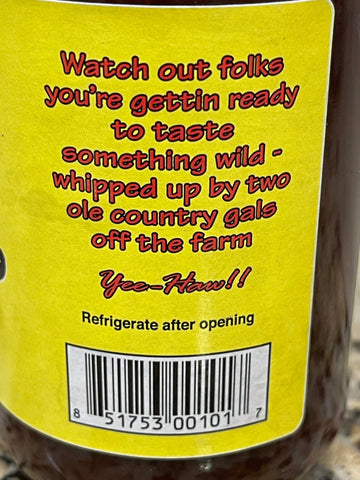 Watch out folks
you're gettin ready
to taste
something wild -
whipped up by two
ole country gals
off the farm
Yee-Haw!!
Refrigerate after opening
8 51753 00101 7